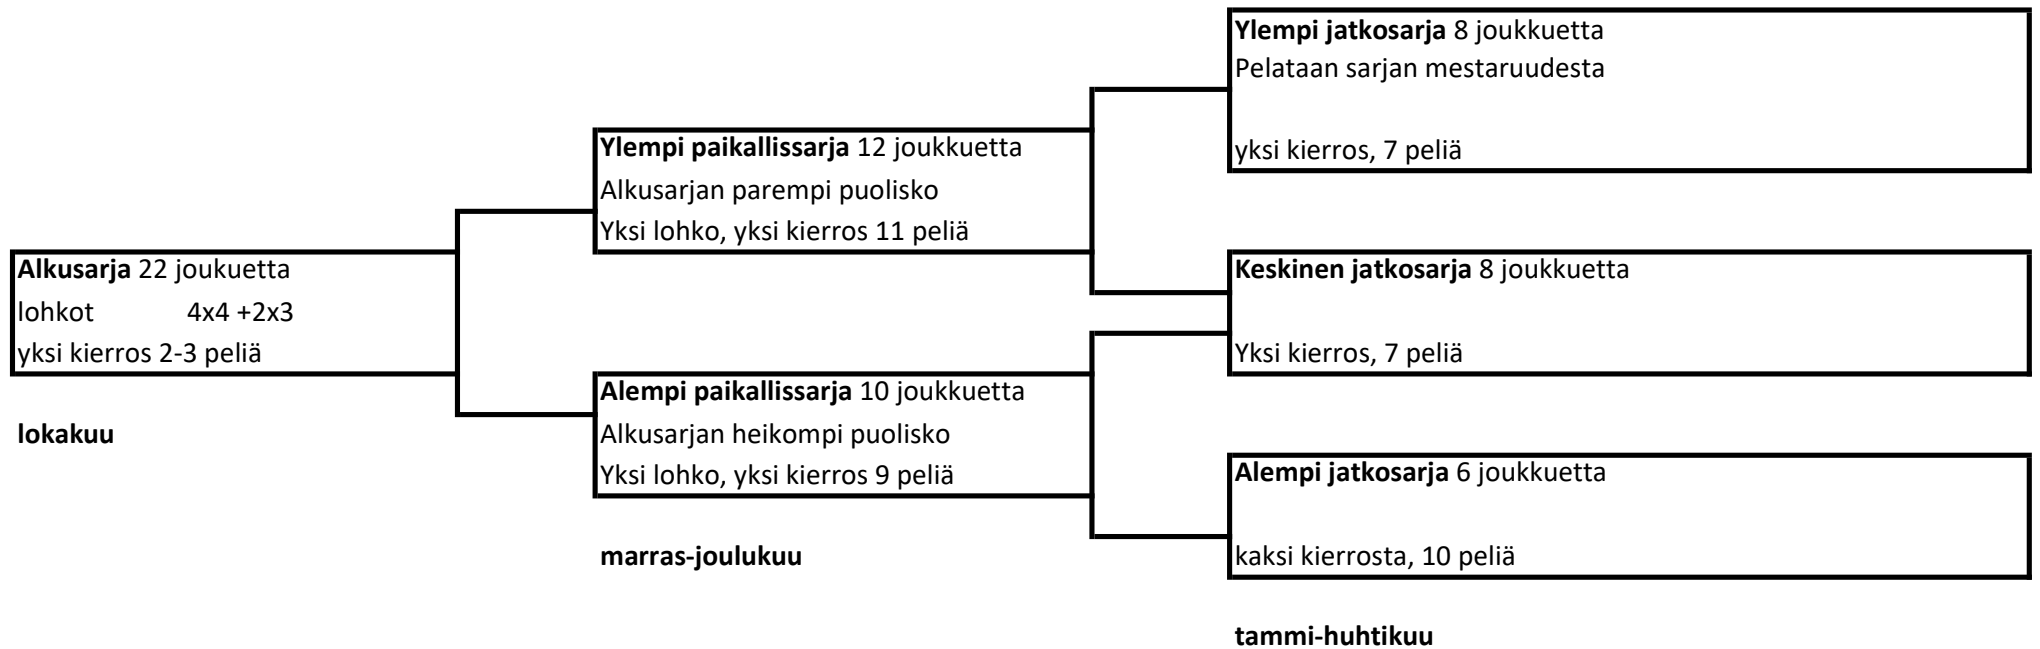 Alkusarja 22 joukuetta
lohkot 4x4 +2x3
yksi kierros 2-3 peliä
lokakuu
Ylempi paikallissarja 12 joukkuetta
Alkusarjan parempi puolisko
Yksi lohko, yksi kierros 11 peliä
Alempi paikallissarja 10 joukkuetta
Alkusarjan heikompi puolisko
Yksi lohko, yksi kierros 9 peliä
marras-joulukuu
Ylempi jatkosarja 8 joukkuetta
Pelataan sarjan mestaruudesta
yksi kierros, 7 peliä
Keskinen jatkosarja 8 joukkuetta
Yksi kierros, 7 peliä
Alempi jatkosarja 6 joukkuetta
kaksi kierrosta, 10 peliä
tammi-huhtikuu